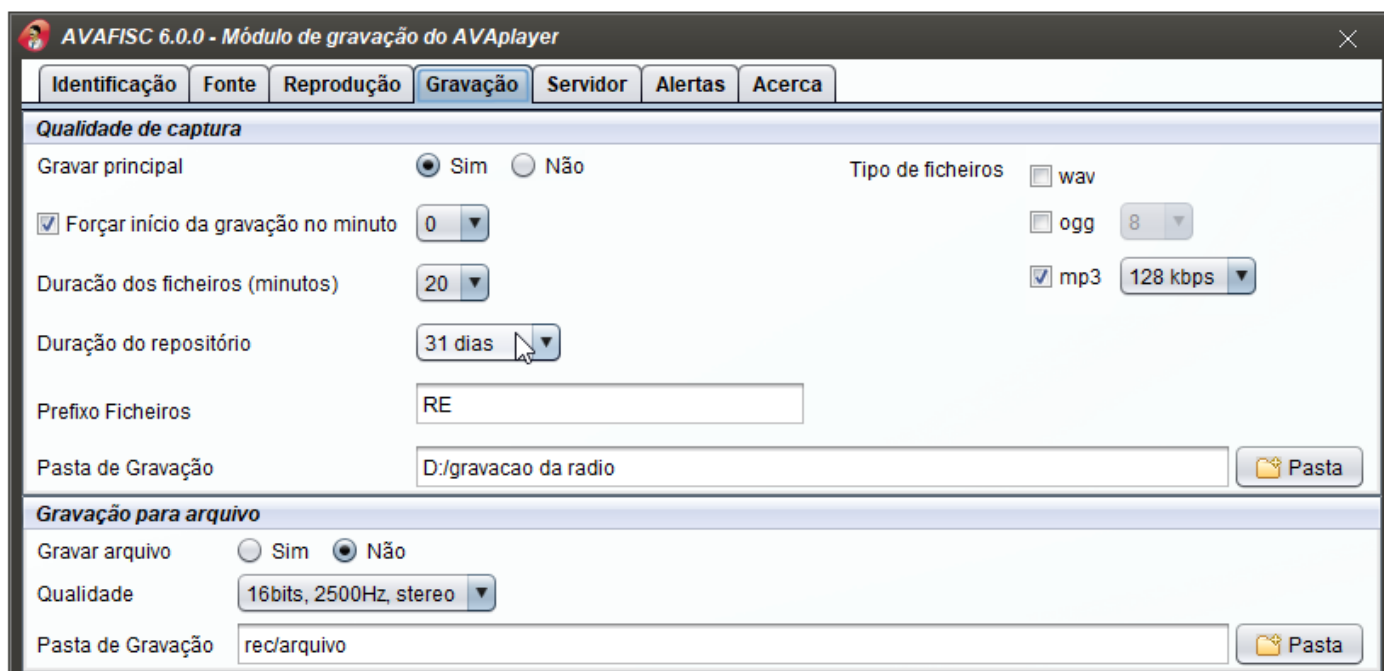 AVAFISC 6.0.0 - Módulo de gravação do AVAplayer
Identificação Fonte Reprodução Gravação Servidor Alertas Acerca
Qualidade de captura
Gravar principal Sim Não Tipo de ficheiros wav
Forçar início da gravação no minuto 0 ogg 8
Duracão dos ficheiros (minutos) 20 mp3 128 kbps
Duração do repositório 31 dias
Prefixo Ficheiros RE
Pasta de Gravação D:/gravacao da radio Pasta
Gravação para arquivo
Gravar arquivo Sim Não
Qualidade 16bits, 2500Hz, stereo
Pasta de Gravação rec/arquivo Pasta